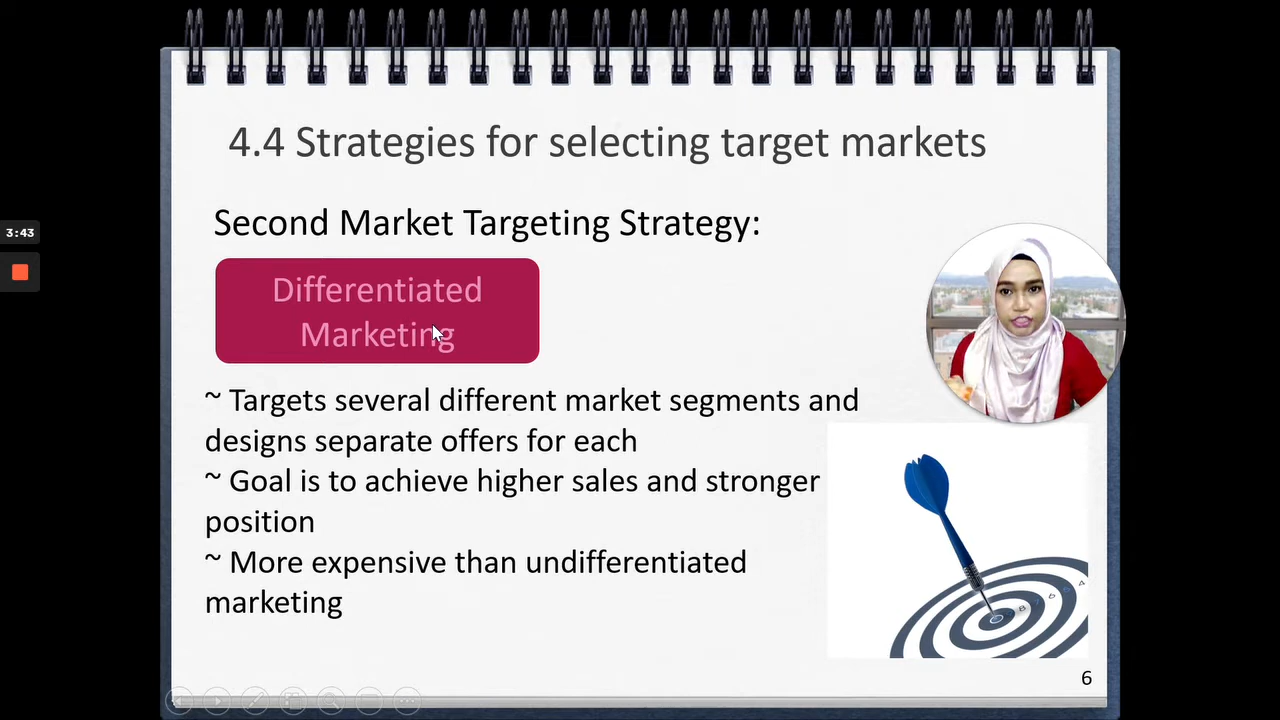 4.4 Strategies for selecting target markets
Second Market Targeting Strategy:
3:43
Differentiated
Marketing
~ Targets several different market segments and
designs separate offers for each
~ Goal is to achieve higher sales and stronger
position
~ More expensive than undifferentiated
marketing
6